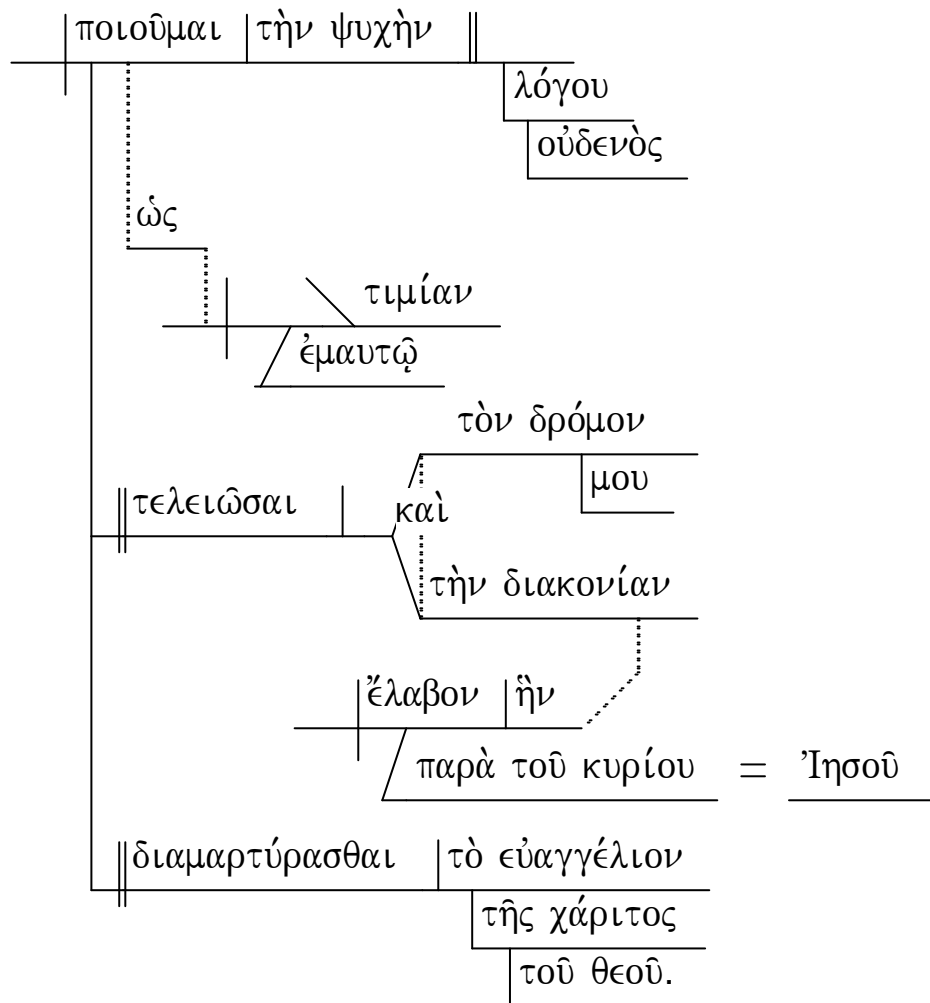 ποιοῦμαι τὴν ψυχὴν
λόγου
οὐδενὸς
ὡς
τιμίαν
ἐμαυτῷ
τὸν δρόμον
μου
τελειῶσαι
καὶ
τὴν διακονίαν
ἔλαβον ἣν
παρὰ τοῦ κυρίου = Ἰησοῦ
διαμαρτύρασθαι τὸ εὐαγγέλιον
τῆς χάριτος
τοῦ θεοῦ.